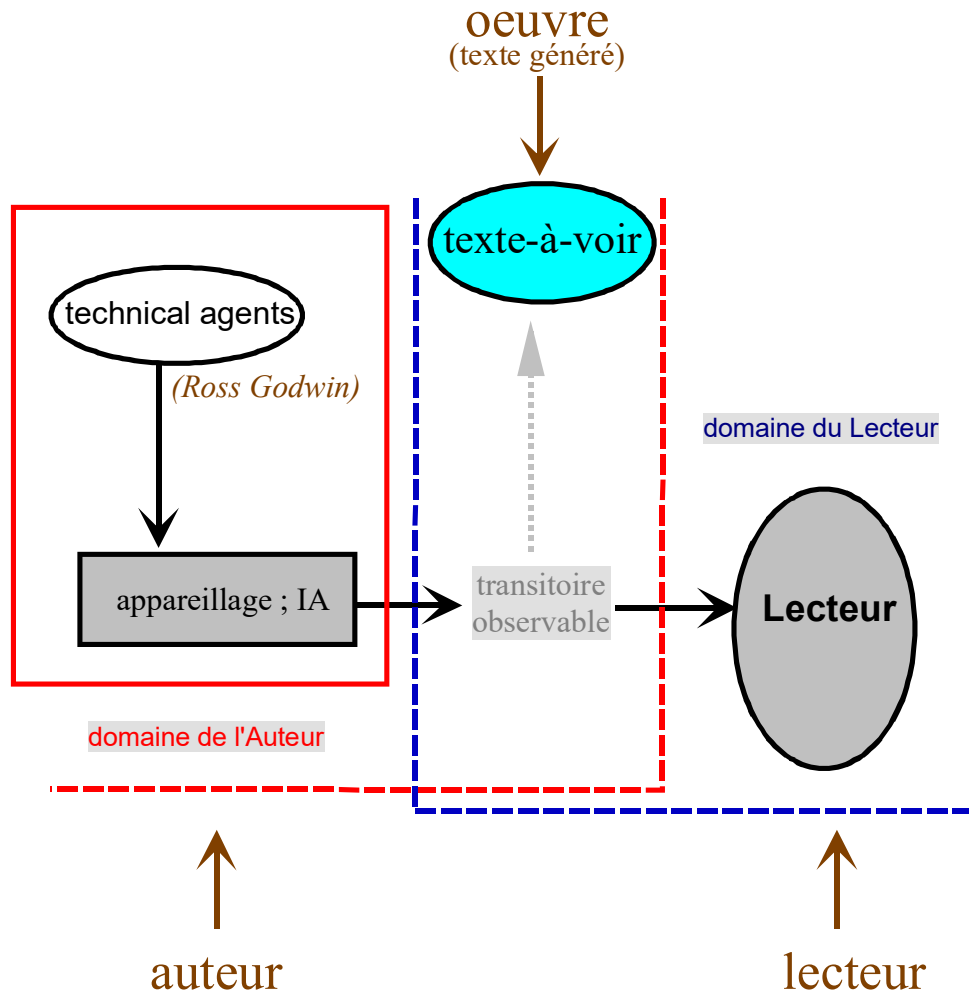 oeuvre
(texte généré)
texte-à-voir
technical agents
(Ross Godwin)
domaine du Lecteur
appareillage ; IA
transitoire
observable
Lecteur
domaine de l'Auteur
auteur
lecteur